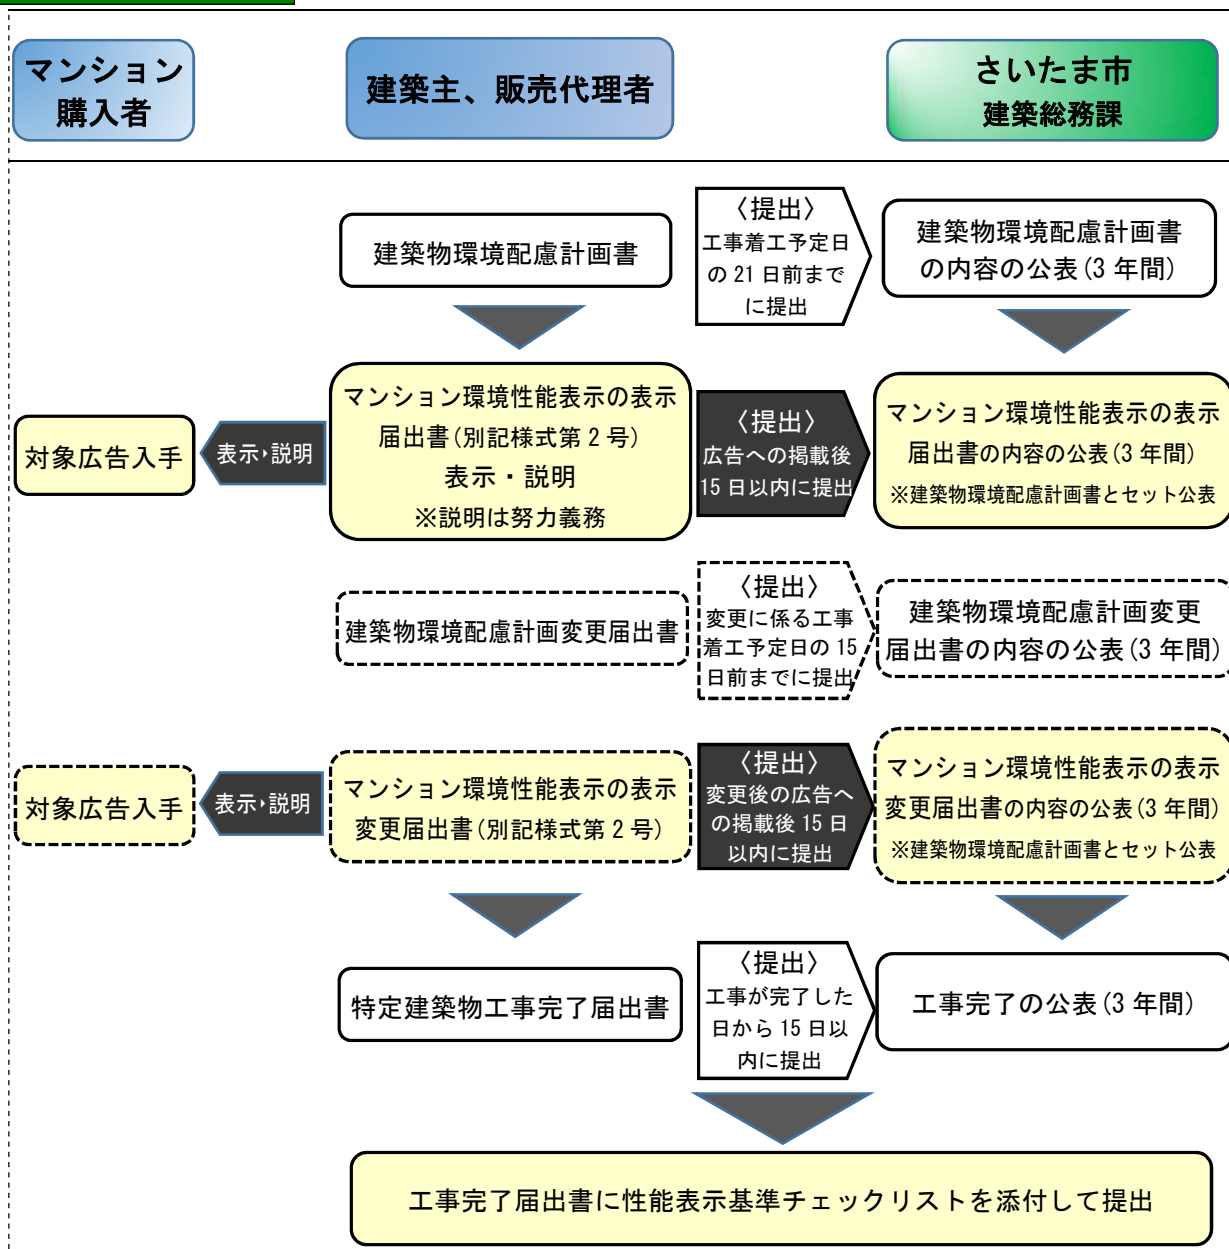 マンション
購入者
建築主、販売代理者
さいたま市
建築総務課
建築物環境配慮計画書
〈提出〉
工事着工予定日
の 21 日前まで
に提出
建築物環境配慮計画書
の内容の公表(3 年間)
対象広告入手
表示・説明
マンション環境性能表示の表示
届出書(別記様式第 2 号)
表示・説明
※説明は努力義務
〈提出〉
広告への掲載後
15 日以内に提出
マンション環境性能表示の表示
届出書の内容の公表(3 年間)
※建築物環境配慮計画書とセット公表
建築物環境配慮計画変更届出書
〈提出〉
変更に係る工事
着工予定日の 15
日前までに提出
建築物環境配慮計画変更
届出書の内容の公表(3 年間)
対象広告入手
表示・説明
マンション環境性能表示の表示
変更届出書(別記様式第 2 号)
〈提出〉
変更後の広告へ
の掲載後 15 日
以内に提出
マンション環境性能表示の表示
変更届出書の内容の公表(3 年間)
※建築物環境配慮計画書とセット公表
特定建築物工事完了届出書
〈提出〉
工事が完了した
日から 15 日以
内に提出
工事完了の公表(3 年間)
工事完了届出書に性能表示基準チェックリストを添付して提出